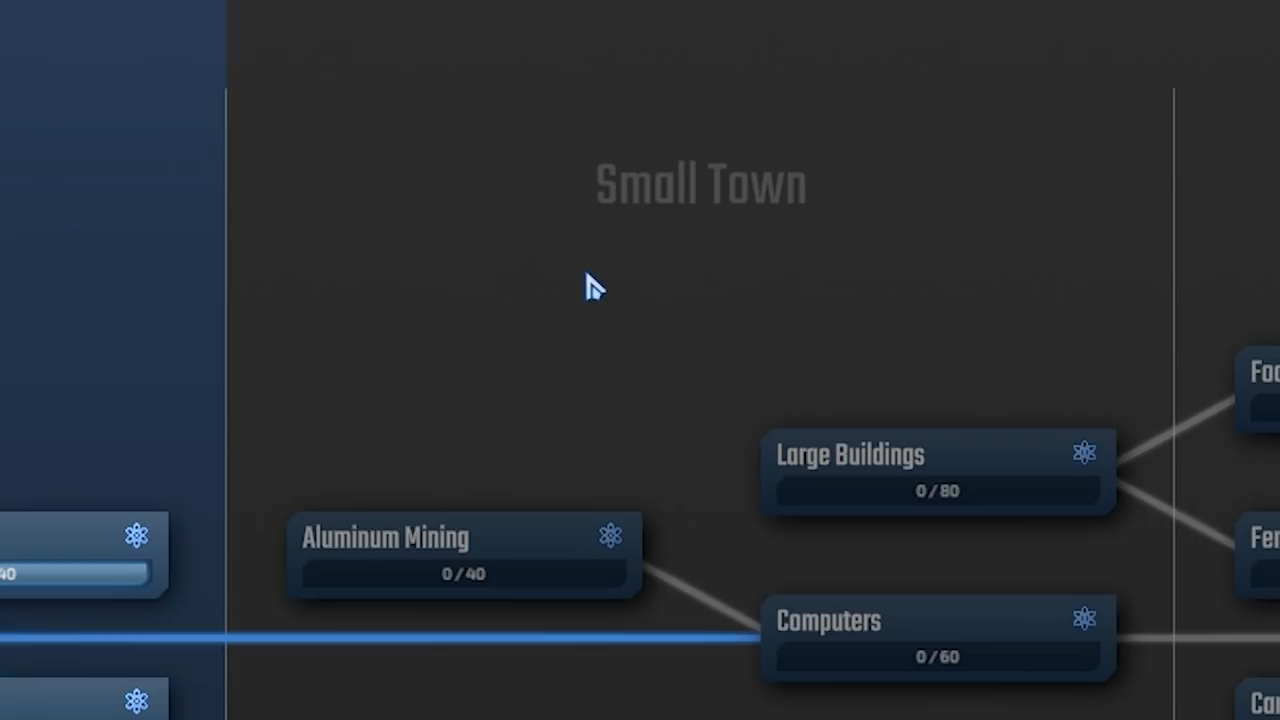 Small Town
Large Buildings
0/80
Aluminum Mining
0/40
Computers
0/60